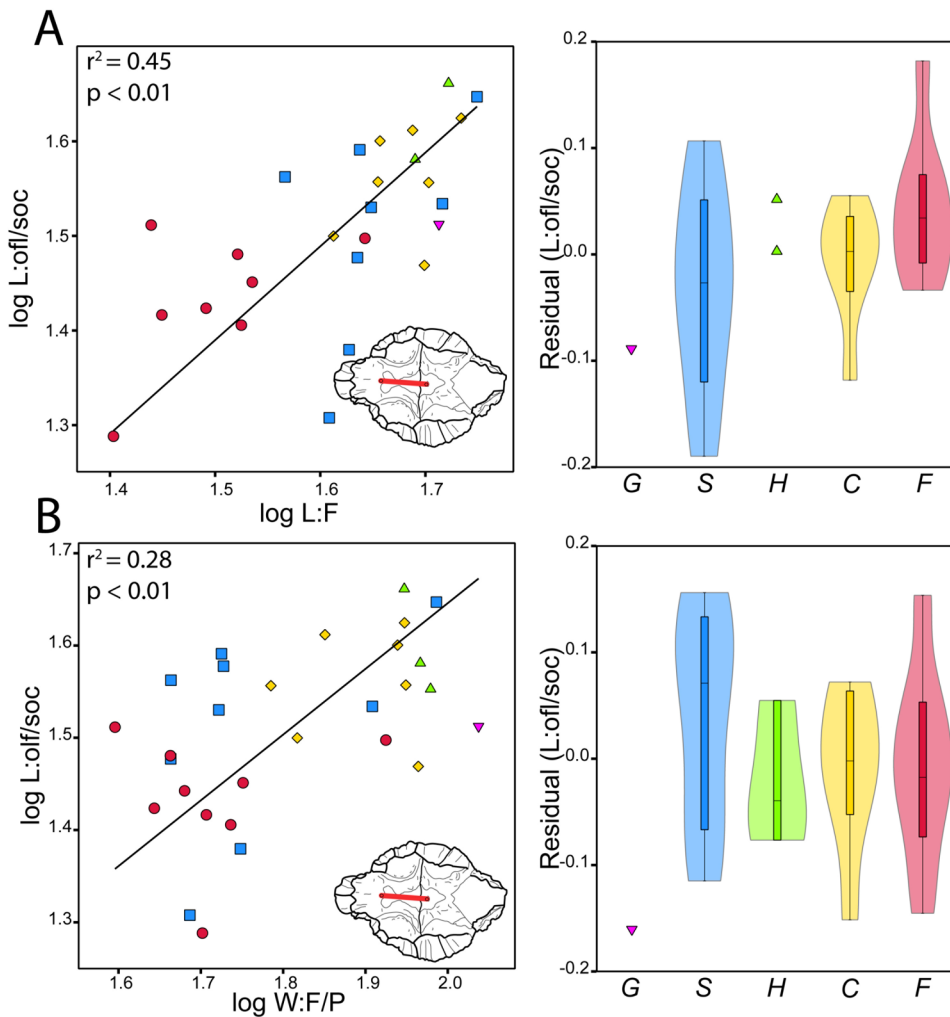 A
r² = 0.45
p < 0.01
log L:ofl/soc
1.6
1.5
1.4
1.3
1.4
1.5
1.6
1.7
log L:F
Residual (L:ofl/soc)
0.2
0.1
0.0
-0.1
-0.2
G
S
H
C
F
B
r² = 0.28
p < 0.01
log L:olf/soc
1.7
1.6
1.5
1.4
1.3
1.6
1.7
1.8
1.9
2.0
log W:F/P
Residual (L:ofl/soc)
0.2
0.1
0.0
-0.1
-0.2
G
S
H
C
F